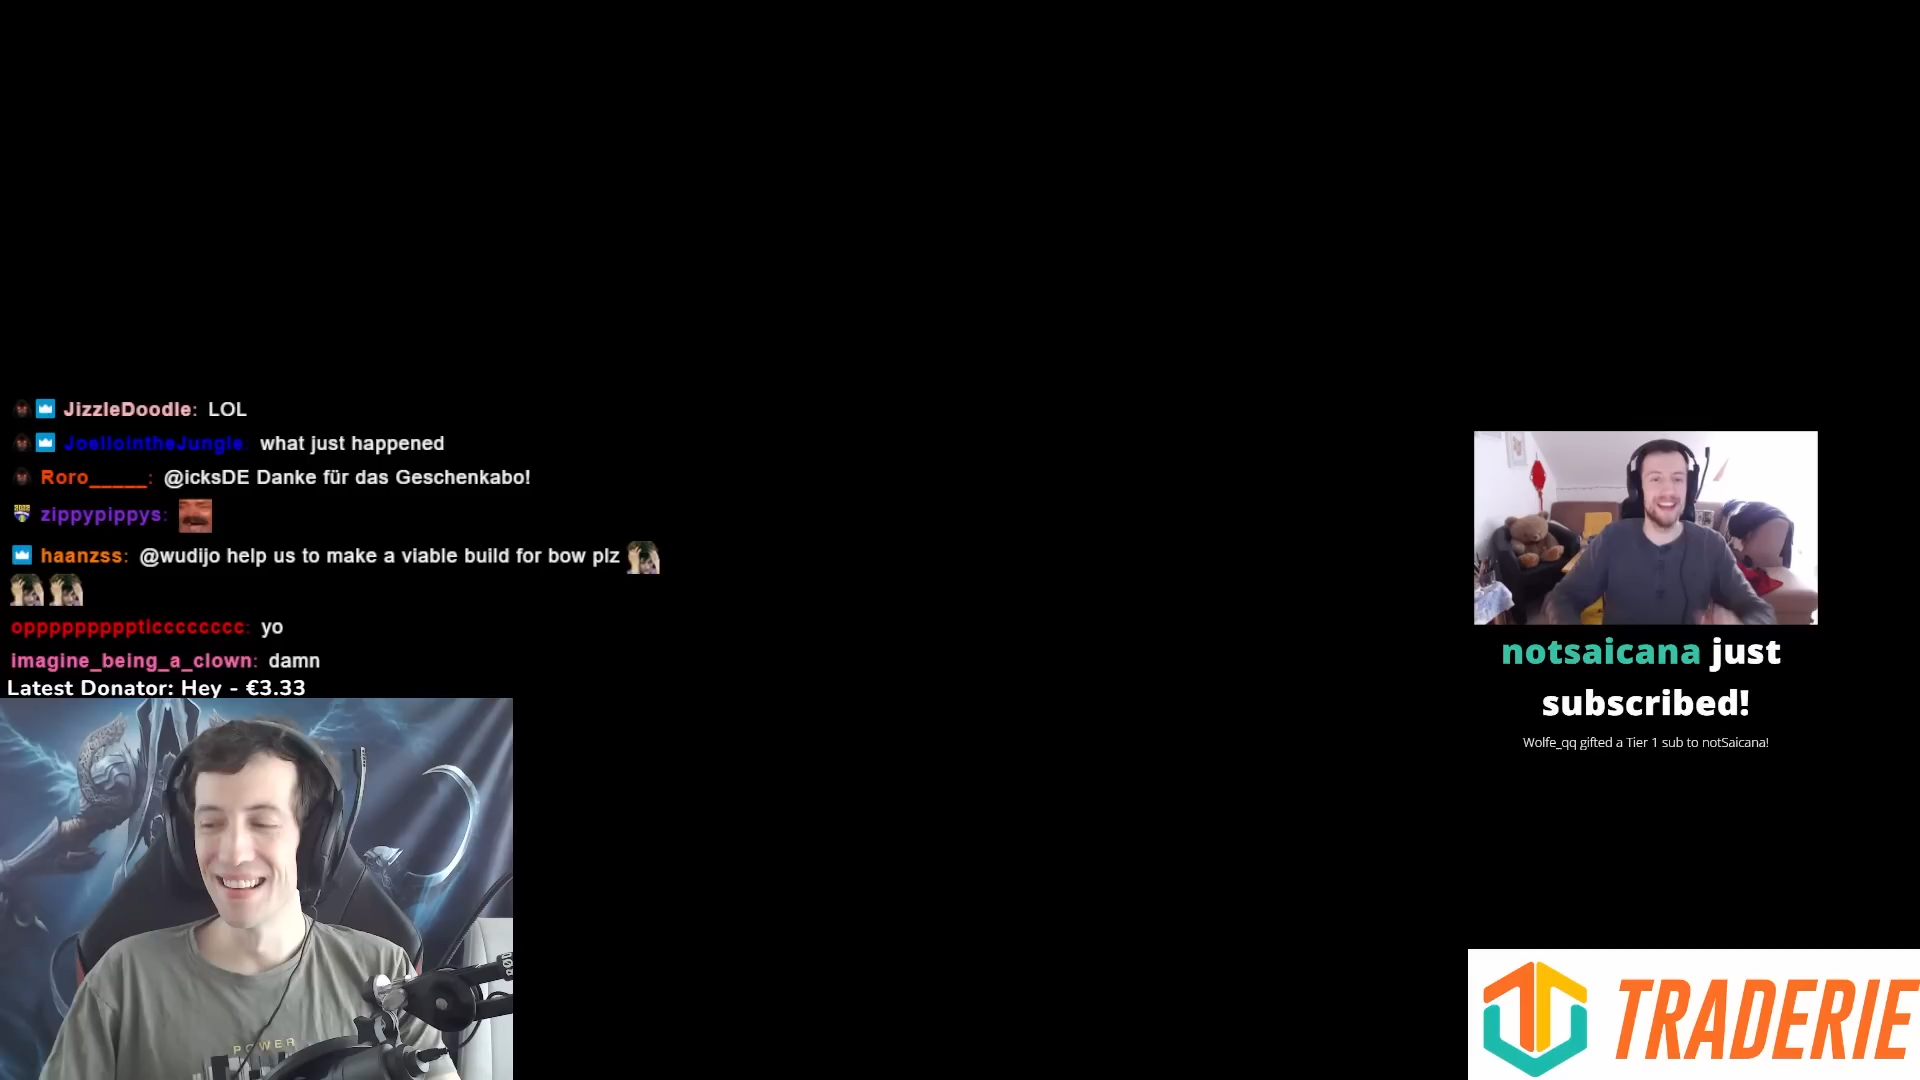 JizzleDoodle: LOL
JoellointheJungle: what just happened
Roro_____: @icksDE Danke für das Geschenkabo!
zippypippys:
haanzss: @wudijo help us to make a viable build for bow plz
oppppppppptlcccccccc: yo
imagine_being_a_clown: damn
Latest Donator: Hey - €3.33
notsaicana just
subscribed!
Wolfe_qq gifted a Tier 1 sub to notSaicana!
POWER
TRADERIE